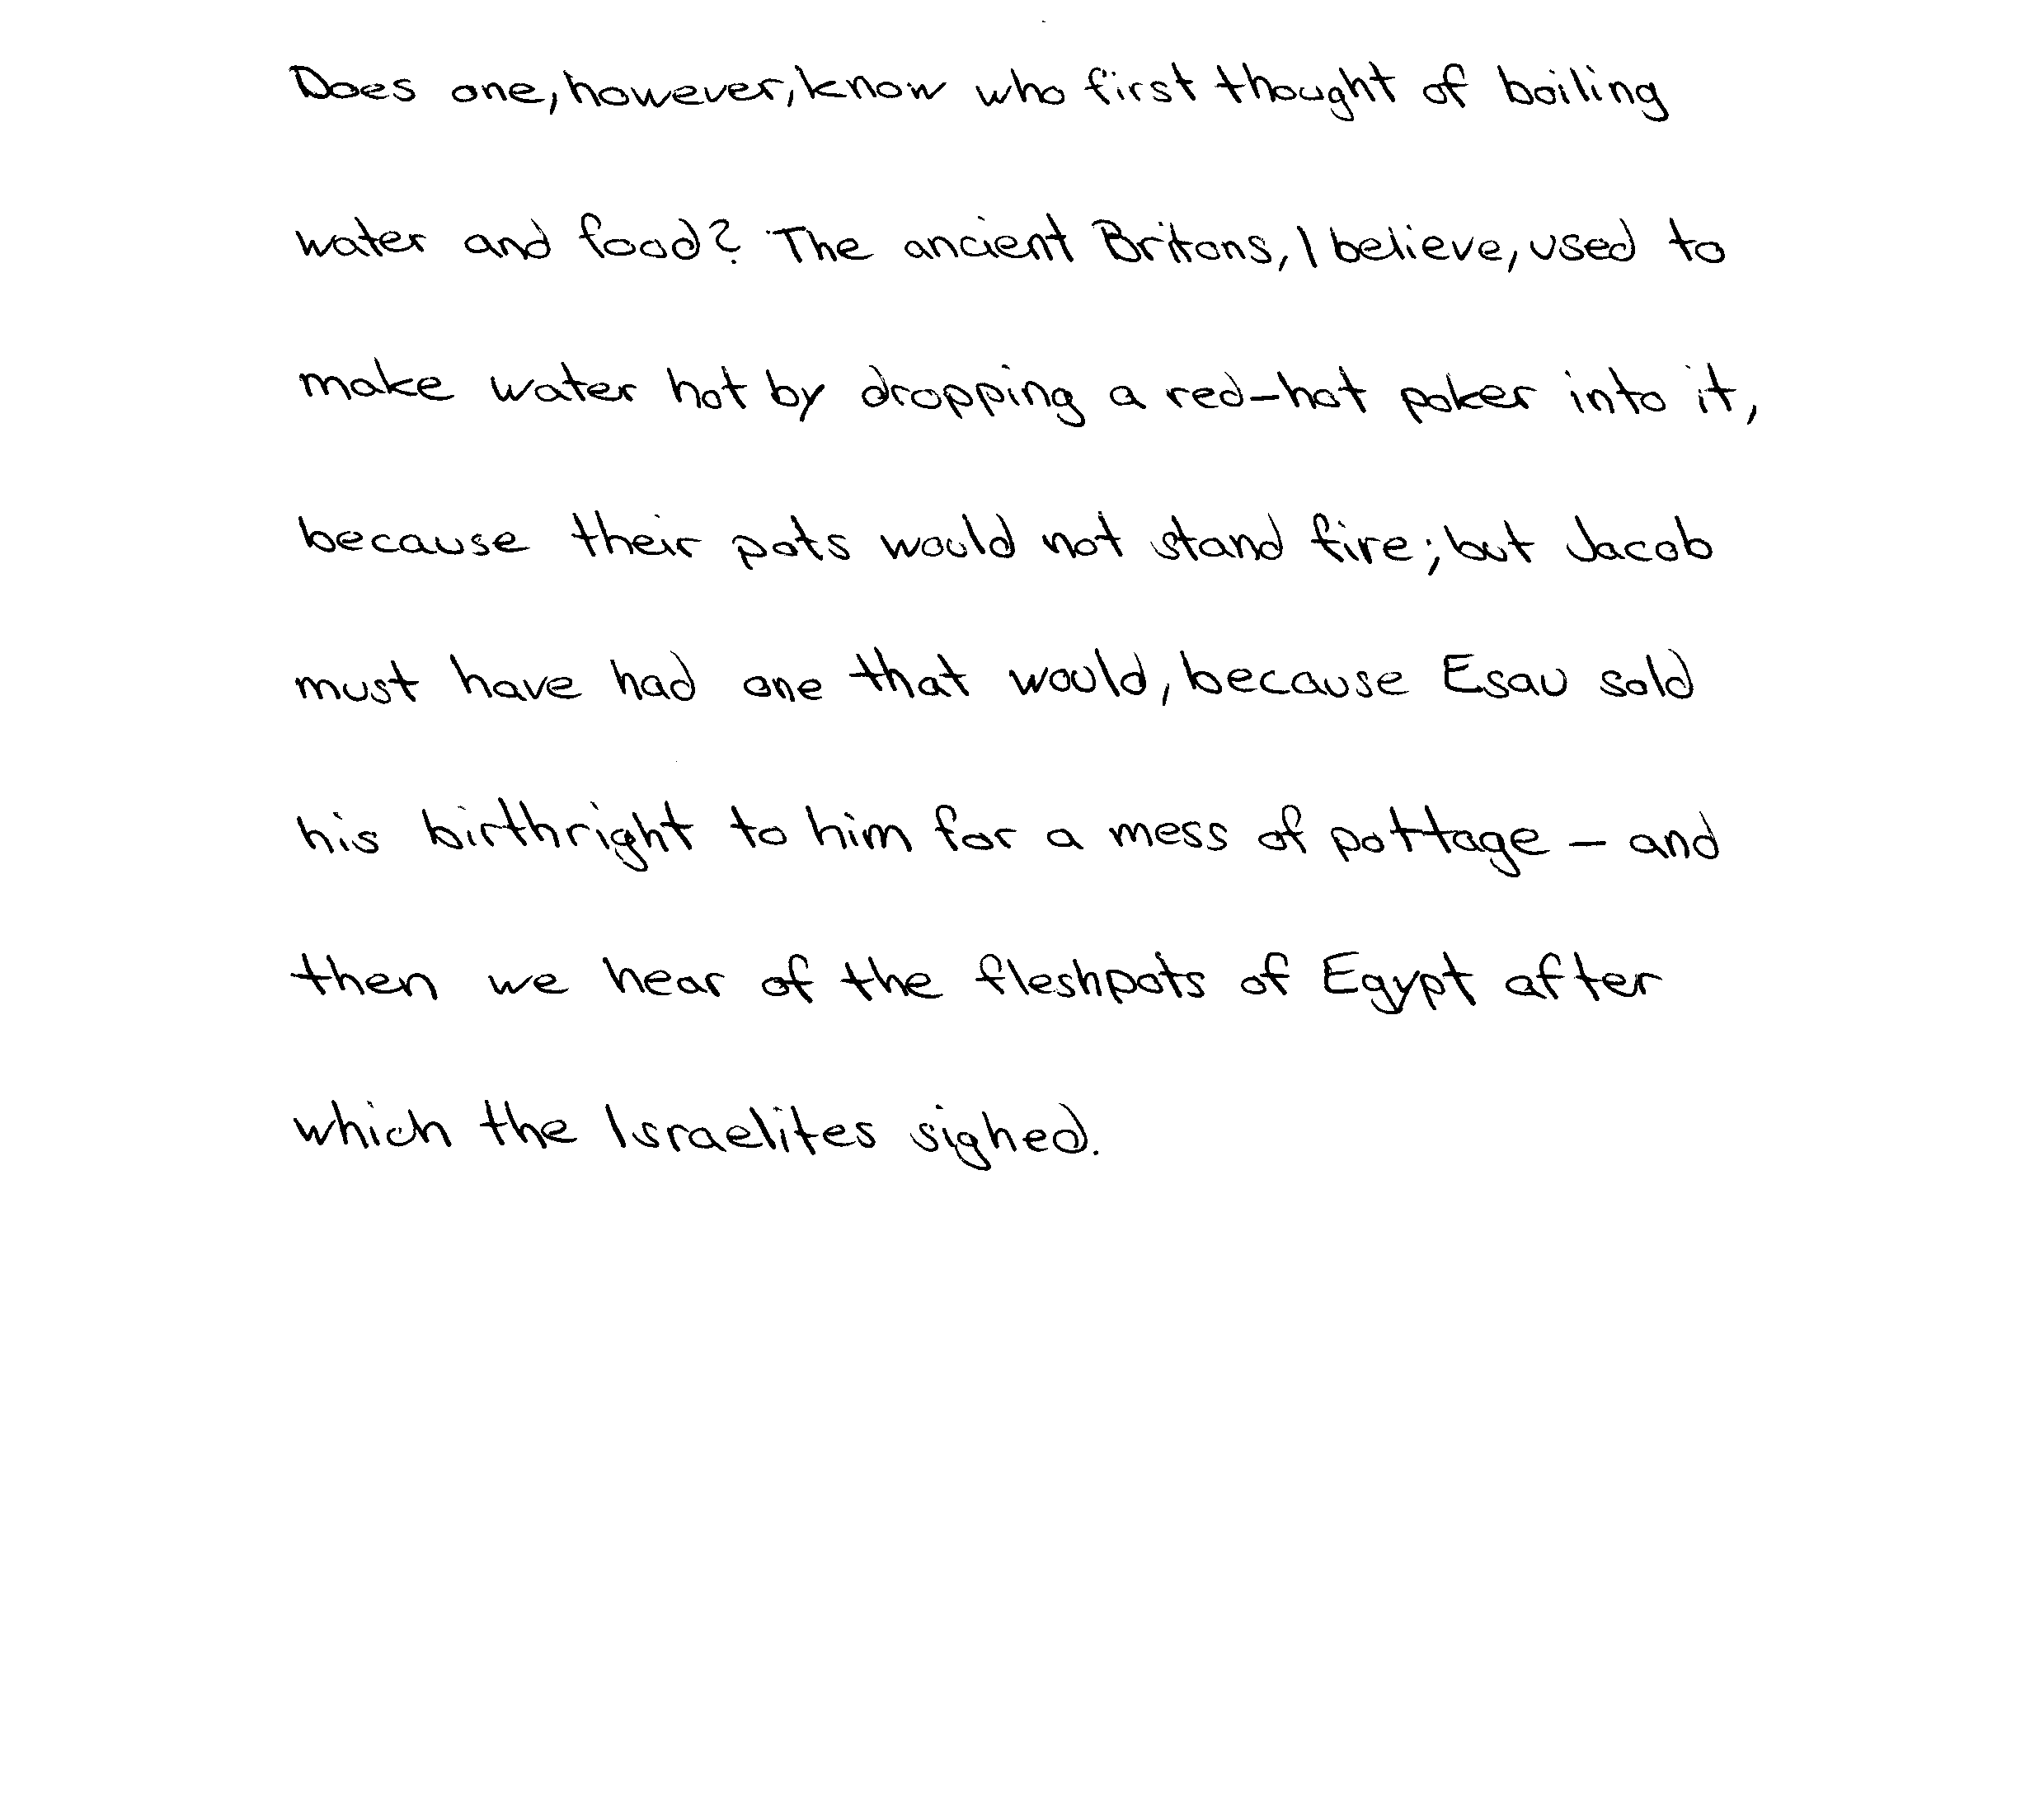 Does one, however, know who first thought of boiling
water and food? The ancient Britons, I believe, used to
make water hot by dropping a red-hot poker into it,
because their pots would not stand fire; but Jacob
must have had one that would, because Esau sold
his birthright to him for a mess of pottage - and
then we hear of the fleshpots of Egypt after
which the Israelites sighed.